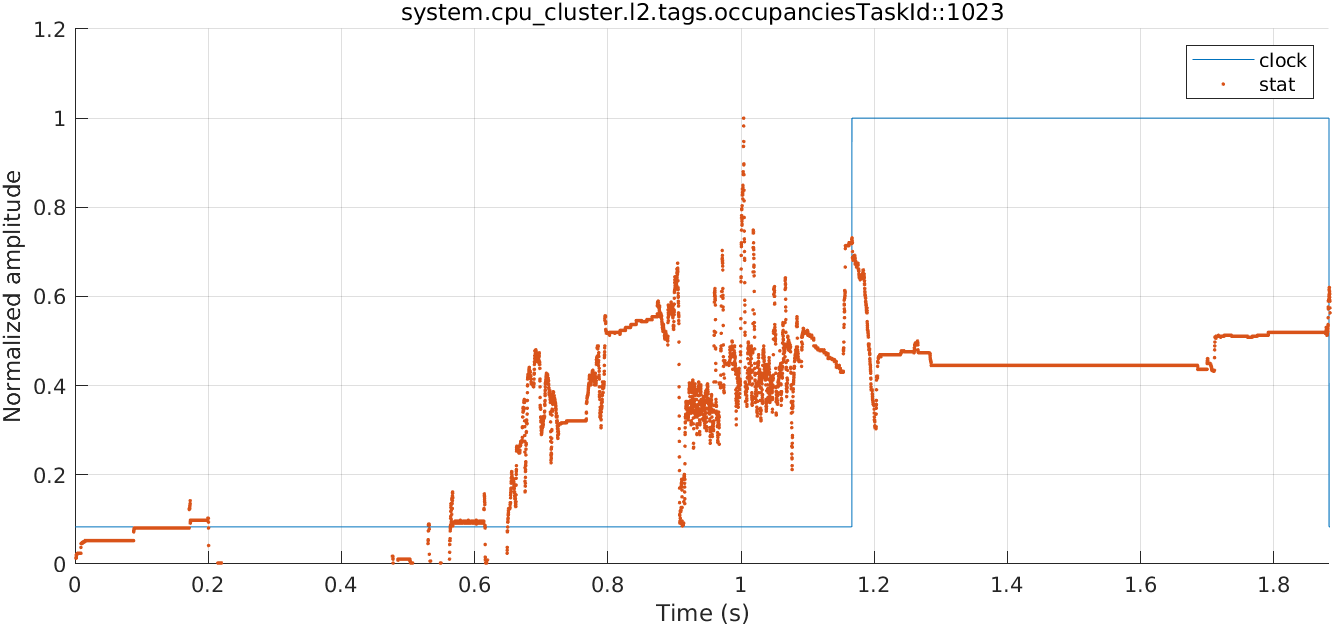 system.cpu_cluster.l2.tags.occupanciesTaskId::1023
clock
stat
Normalized amplitude
1.2
1
0.8
0.6
0.4
0.2
0
0 0.2 0.4 0.6 0.8 1 1.2 1.4 1.6 1.8
Time (s)